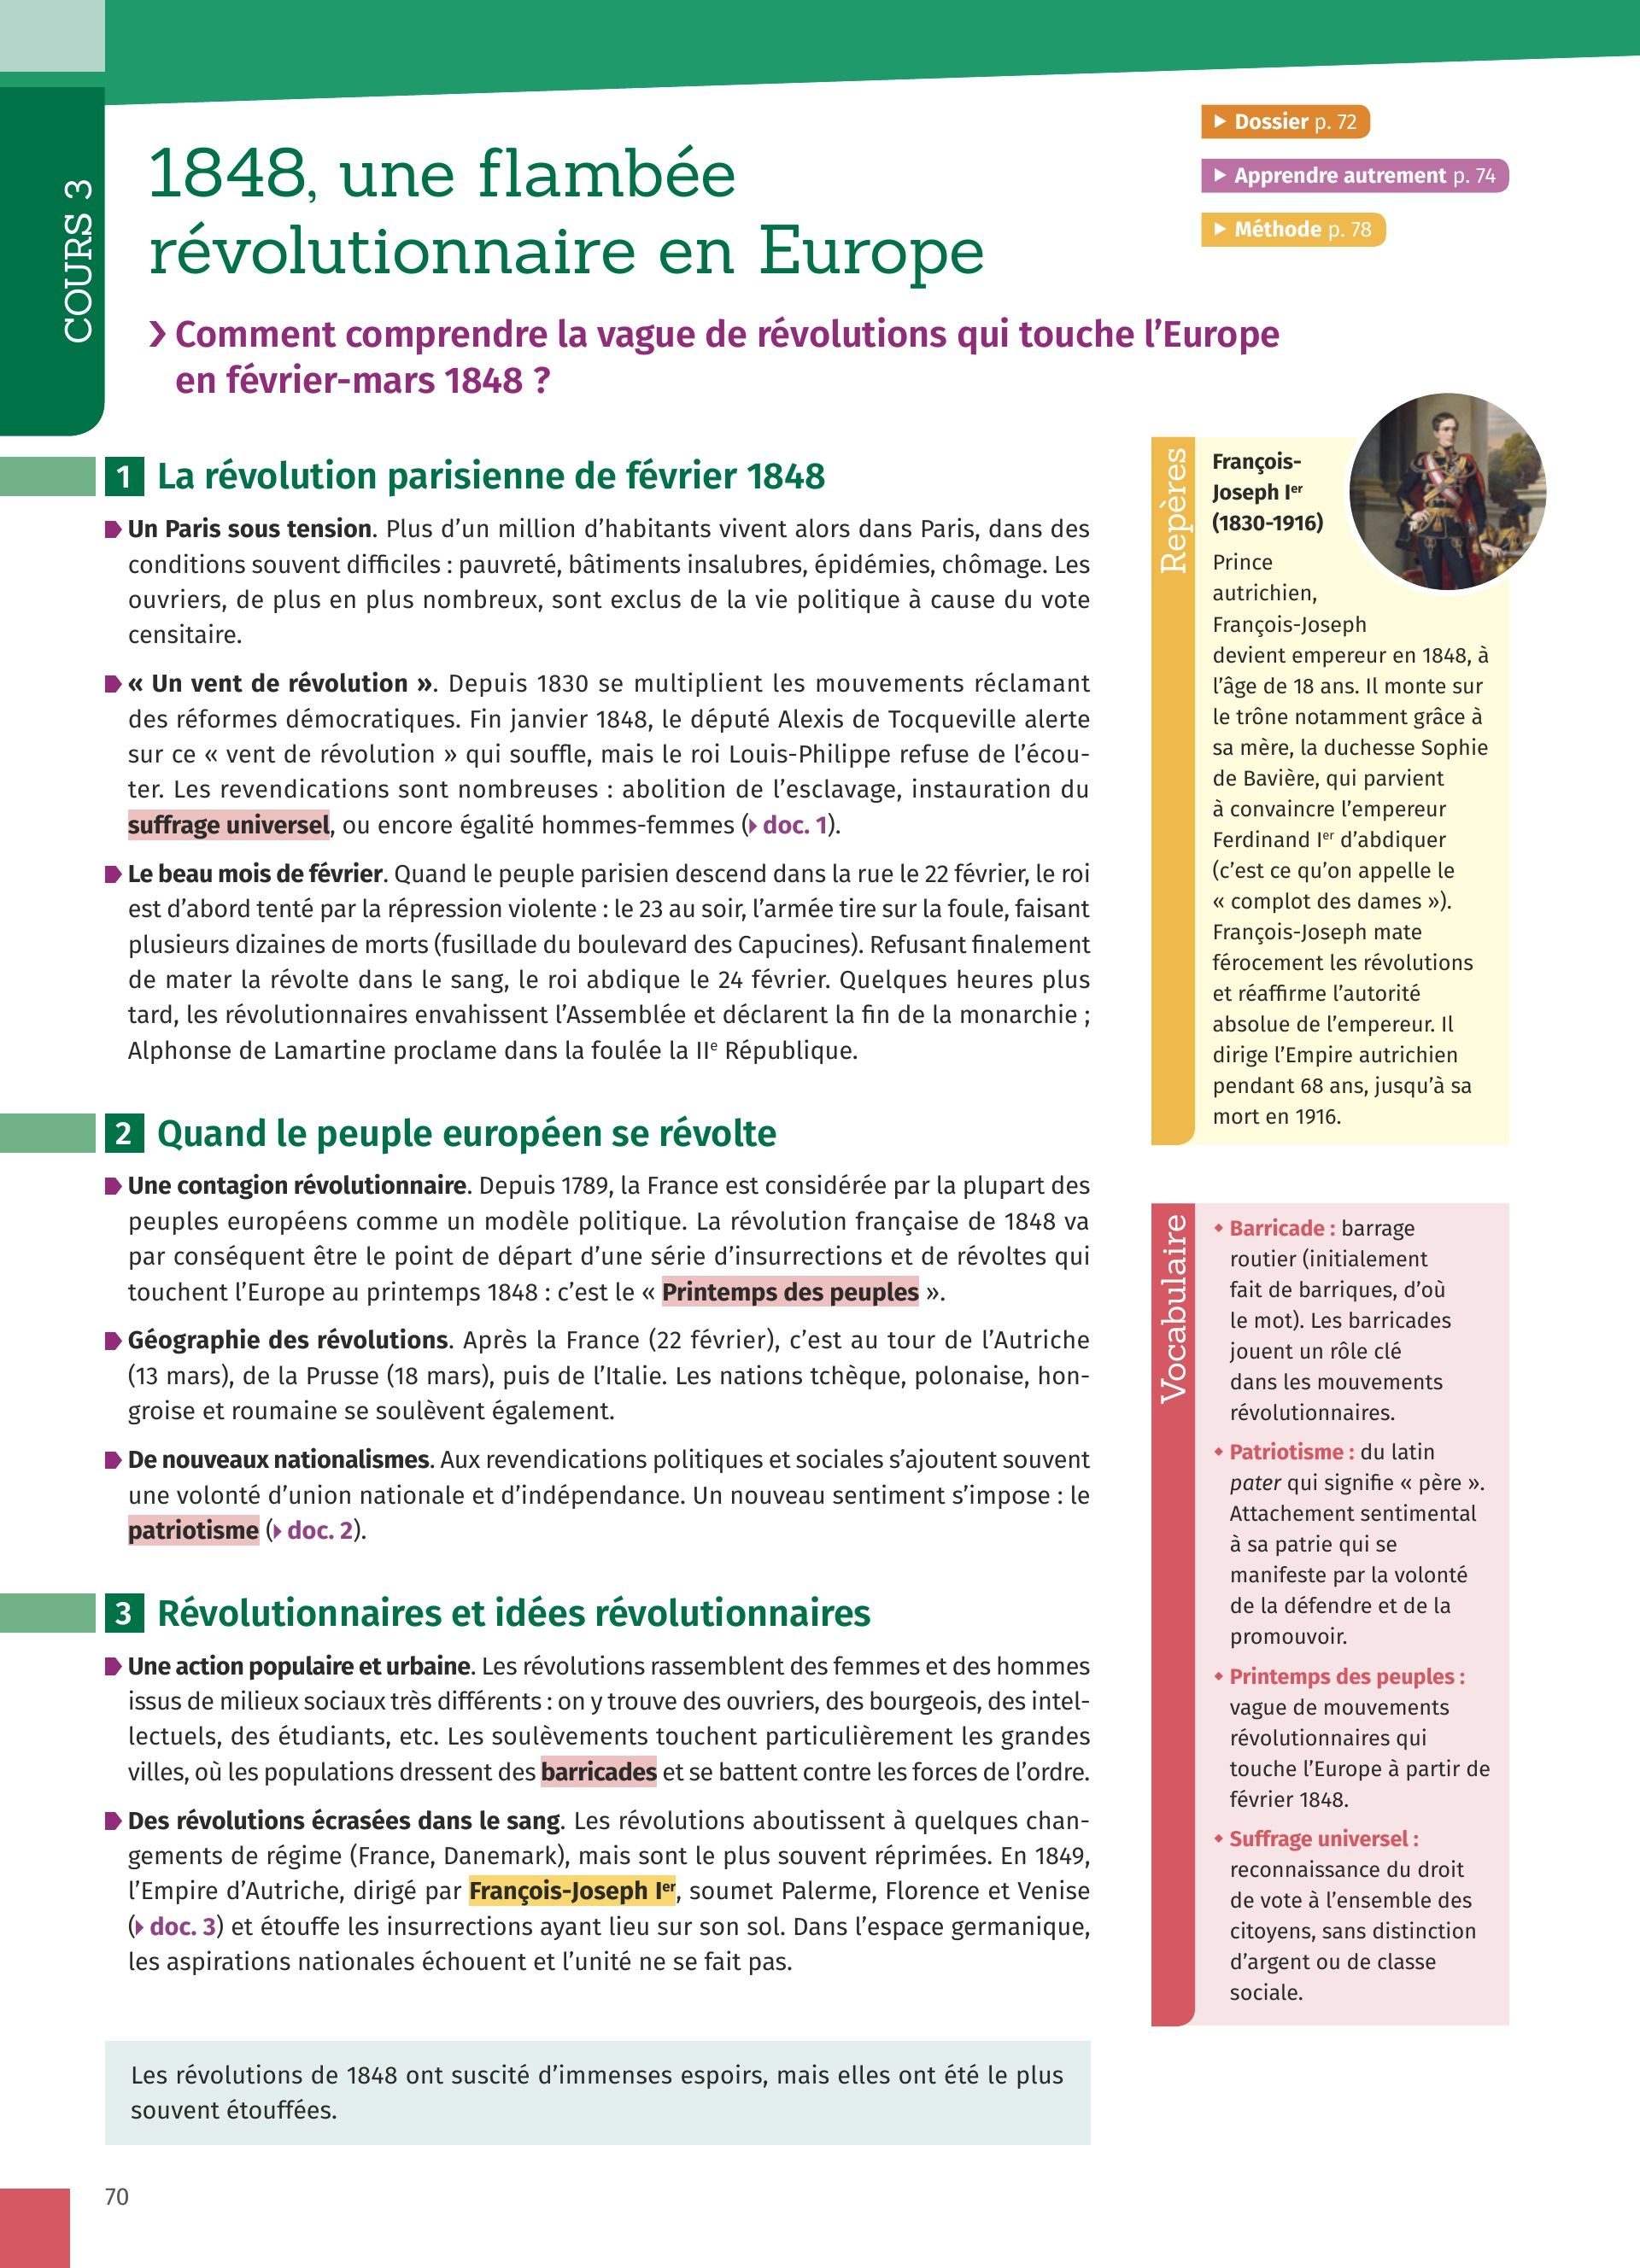 COURS 3
1848, une flambée
révolutionnaire en Europe
▶ Dossier p. 72
▶ Apprendre autrement p. 74
▶ Méthode p. 78
› Comment comprendre la vague de révolutions qui touche l’Europe
en février-mars 1848 ?
1 La révolution parisienne de février 1848
Un Paris sous tension. Plus d’un million d’habitants vivent alors dans Paris, dans des
conditions souvent difficiles : pauvreté, bâtiments insalubres, épidémies, chômage. Les
ouvriers, de plus en plus nombreux, sont exclus de la vie politique à cause du vote
censitaire.
« Un vent de révolution ». Depuis 1830 se multiplient les mouvements réclamant
des réformes démocratiques. Fin janvier 1848, le député Alexis de Tocqueville alerte
sur ce « vent de révolution » qui souffle, mais le roi Louis-Philippe refuse de l’écou-
ter. Les revendications sont nombreuses : abolition de l’esclavage, instauration du
suffrage universel, ou encore égalité hommes-femmes (▶ doc. 1).
Le beau mois de février. Quand le peuple parisien descend dans la rue le 22 février, le roi
est d’abord tenté par la répression violente : le 23 au soir, l’armée tire sur la foule, faisant
plusieurs dizaines de morts (fusillade du boulevard des Capucines). Refusant finalement
de mater la révolte dans le sang, le roi abdique le 24 février. Quelques heures plus
tard, les révolutionnaires envahissent l’Assemblée et déclarent la fin de la monarchie ;
Alphonse de Lamartine proclame dans la foulée la IIe République.
2 Quand le peuple européen se révolte
Une contagion révolutionnaire. Depuis 1789, la France est considérée par la plupart des
peuples européens comme un modèle politique. La révolution française de 1848 va
par conséquent être le point de départ d’une série d’insurrections et de révoltes qui
touchent l’Europe au printemps 1848 : c’est le « Printemps des peuples ».
Géographie des révolutions. Après la France (22 février), c’est au tour de l’Autriche
(13 mars), de la Prusse (18 mars), puis de l’Italie. Les nations tchèque, polonaise, hon-
groise et roumaine se soulèvent également.
De nouveaux nationalismes. Aux revendications politiques et sociales s’ajoutent souvent
une volonté d’union nationale et d’indépendance. Un nouveau sentiment s’impose : le
patriotisme (▶ doc. 2).
3 Révolutionnaires et idées révolutionnaires
Une action populaire et urbaine. Les révolutions rassemblent des femmes et des hommes
issus de milieux sociaux très différents : on y trouve des ouvriers, des bourgeois, des intel-
lectuels, des étudiants, etc. Les soulèvements touchent particulièrement les grandes
villes, où les populations dressent des barricades et se battent contre les forces de l’ordre.
Des révolutions écrasées dans le sang. Les révolutions aboutissent à quelques chan-
gements de régime (France, Danemark), mais sont le plus souvent réprimées. En 1849,
l’Empire d’Autriche, dirigé par François-Joseph Ier, soumet Palerme, Florence et Venise
(▶ doc. 3) et étouffe les insurrections ayant lieu sur son sol. Dans l’espace germanique,
les aspirations nationales échouent et l’unité ne se fait pas.
Les révolutions de 1848 ont suscité d’immenses espoirs, mais elles ont été le plus
souvent étouffées.
Repères
François-
Joseph Ier
(1830-1916)
Prince
autrichien,
François-Joseph
devient empereur en 1848, à
l’âge de 18 ans. Il monte sur
le trône notamment grâce à
sa mère, la duchesse Sophie
de Bavière, qui parvient
à convaincre l’empereur
Ferdinand Ier d’abdiquer
(c’est ce qu’on appelle le
« complot des dames »).
François-Joseph mate
férocement les révolutions
et réaffirme l’autorité
absolue de l’empereur. Il
dirige l’Empire autrichien
pendant 68 ans, jusqu’à sa
mort en 1916.
Vocabulaire
Barricade : barrage
routier (initialement
fait de barriques, d’où
le mot). Les barricades
jouent un rôle clé
dans les mouvements
révolutionnaires.
Patriotisme : du latin
pater qui signifie « père ».
Attachement sentimental
à sa patrie qui se
manifeste par la volonté
de la défendre et de la
promouvoir.
Printemps des peuples :
vague de mouvements
révolutionnaires qui
touche l’Europe à partir de
février 1848.
Suffrage universel :
reconnaissance du droit
de vote à l’ensemble des
citoyens, sans distinction
d’argent ou de classe
sociale.
70